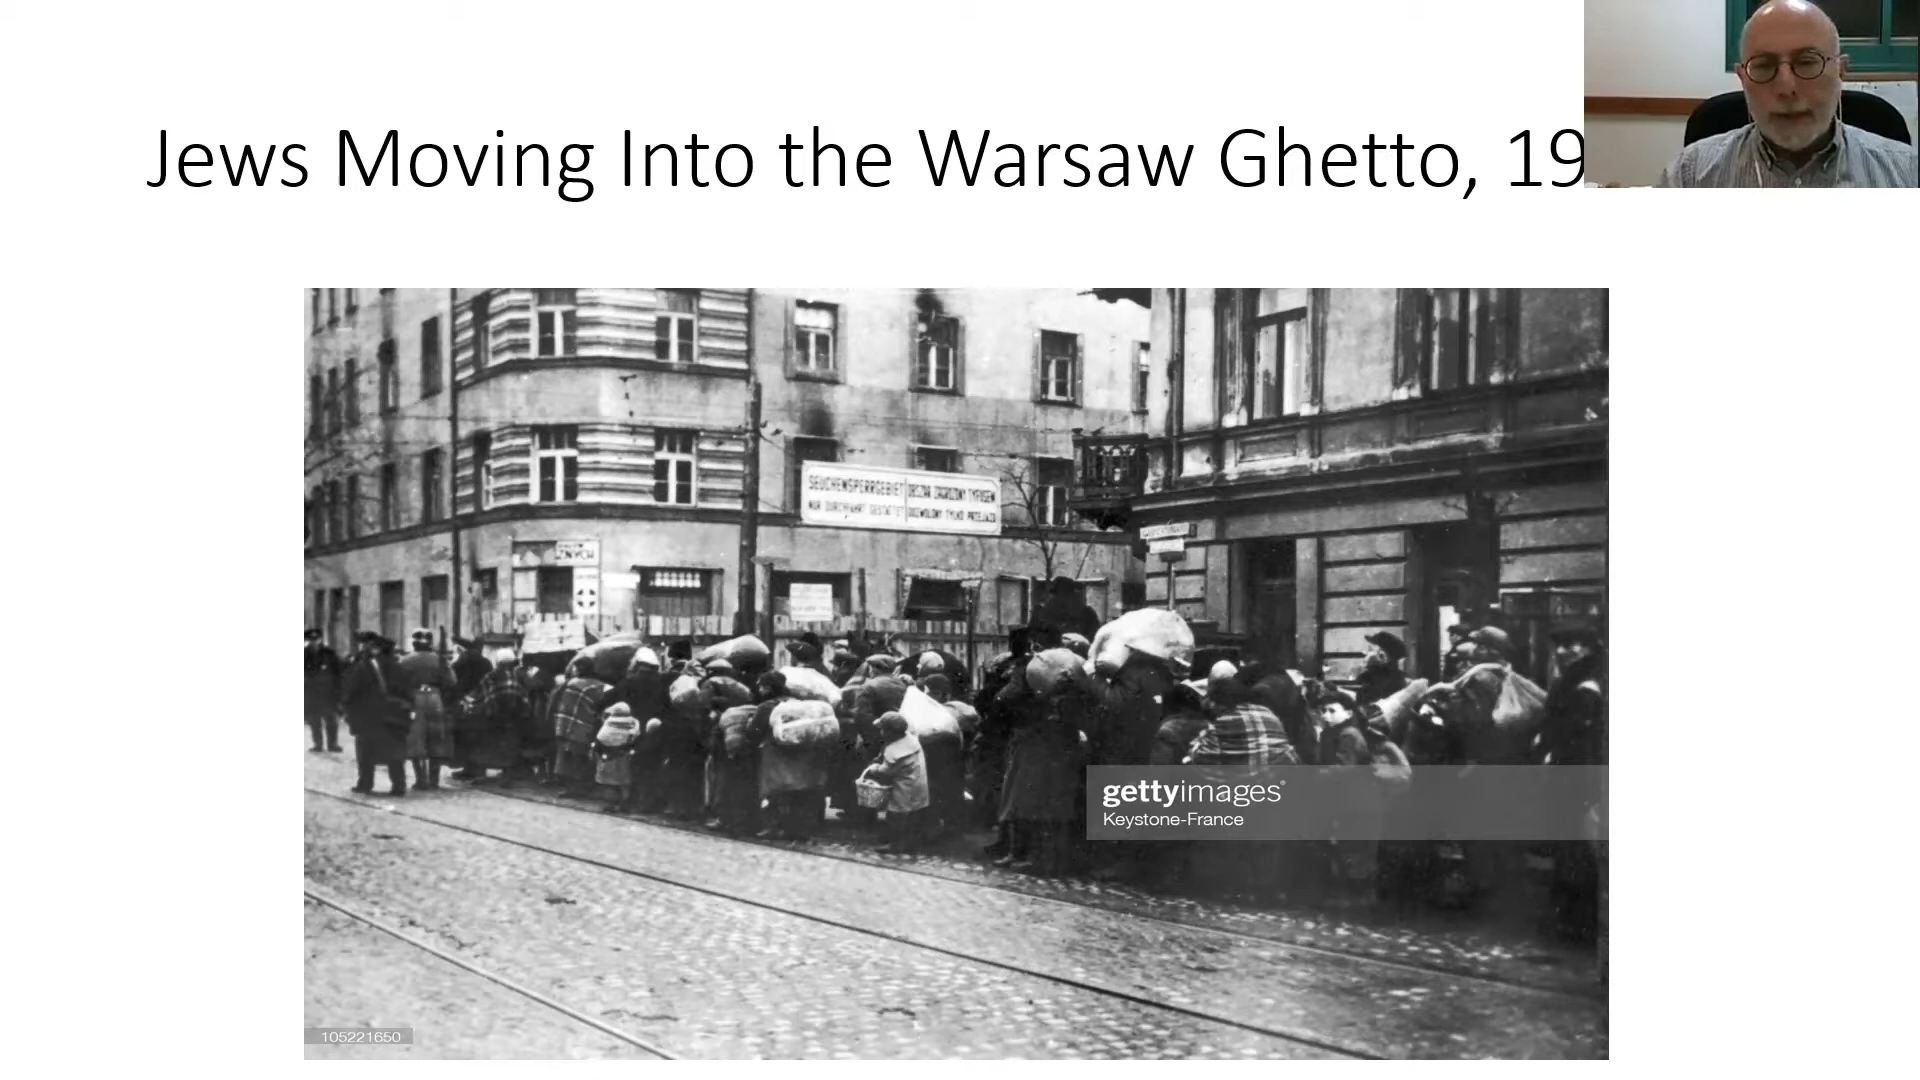 Jews Moving Into the Warsaw Ghetto, 19
SEUCHENSPERRGEBIET
NUR DURCHFAHRT GESTATTET
OBSZAR ZAGROŻONY TYFUSEM
DOZWOLONY TYLKO PRZEJAZD
ZNYCH
gettyimages®
Keystone-France
105221650